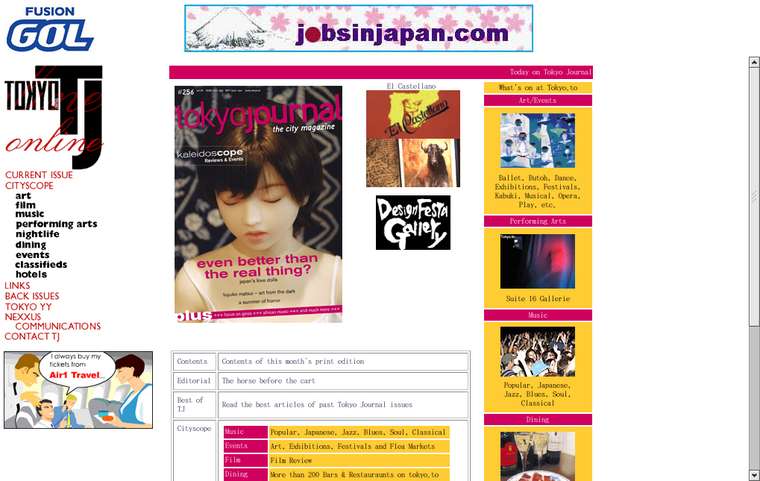 FUSION
GOL
jobsinjapan.com
TOKYO TJ
online
CURRENT ISSUE
CITYSCOPE
art
film
music
performing arts
nightlife
dining
events
classifieds
hotels
LINKS
BACK ISSUES
TOKYO YY
NEXXUS
COMMUNICATIONS
CONTACT TJ
I always buy my
tickets from
Air1 Travel...
Today on Tokyo Journal
#256
tokyojournal
the city magazine
kaleidoscope
Reviews & Events
even better than
the real thing?
japan's love dolls
a summer of horror
plus
El Castellano
El Castellano
Design Festa
Gallery
What's on at Tokyo.to
Art/Events
Ballet, Butoh, Dance,
Exhibitions, Festivals,
Kabuki, Musical, Opera,
Play, etc.
Performing Arts
Suite 16 Gallerie
Music
Popular, Japanese,
Jazz, Blues, Soul,
Classical
Dining
Contents
Contents of this month's print edition
Editorial
The horse before the cart
Best of
TJ
Read the best articles of past Tokyo Journal issues
Cityscope
Music
Popular, Japanese, Jazz, Blues, Soul, Classical
Events
Art, Exhibitions, Festivals and Flea Markets
Film
Film Review
Dining
More than 200 Bars & Restauraunts on tokyo.to